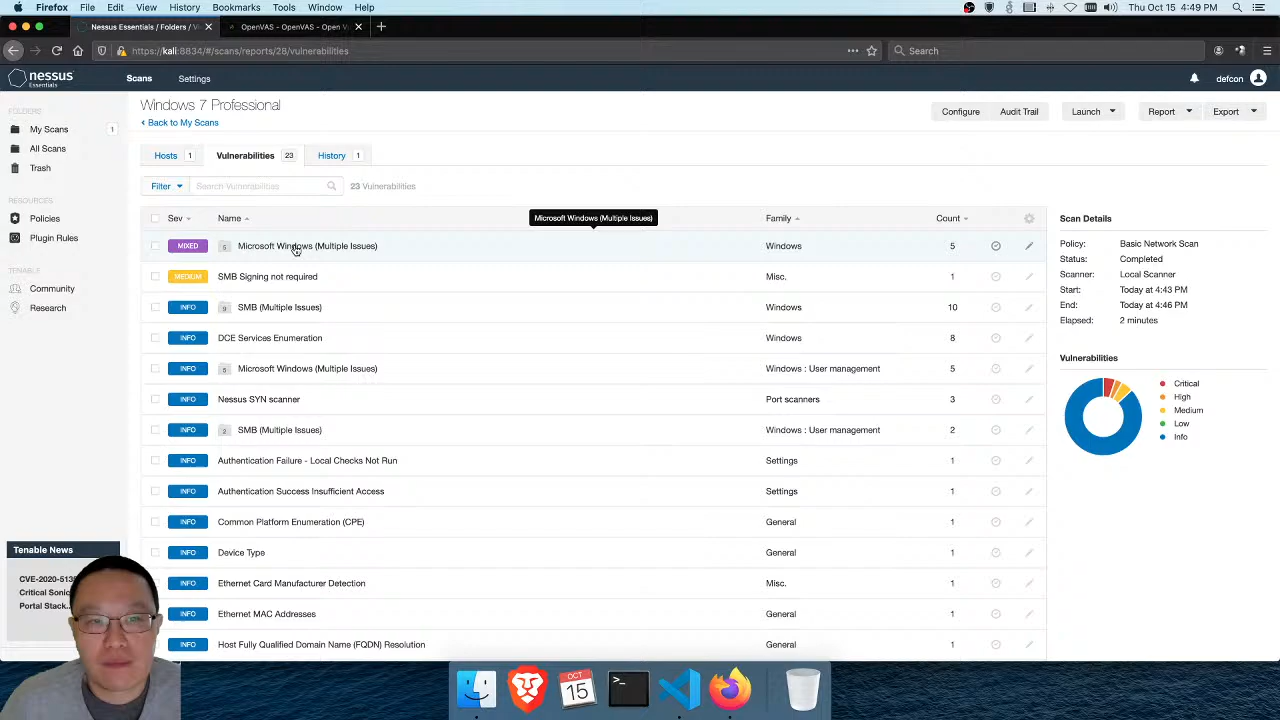 Firefox File Edit View History Bookmarks Tools Window Help Thu Oct 15 4:49 PM
Nessus Essentials / Folders / V OpenVAS - OpenVAS - Open V
https://kali:8834/#/scans/reports/28/vulnerabilities Search
nessus Essentials Scans Settings defcon
FOLDERS
My Scans 1
All Scans
Trash
RESOURCES
Policies
Plugin Rules
TENABLE
Community
Research
Windows 7 Professional
Back to My Scans
Configure Audit Trail Launch Report Export
Hosts 1 Vulnerabilities 23 History 1
Filter Search Vulnerabilities 23 Vulnerabilities
Microsoft Windows (Multiple Issues)
Sev Name Family Count
MIXED 5 Microsoft Windows (Multiple Issues) Windows 5
MEDIUM SMB Signing not required Misc. 1
INFO 9 SMB (Multiple Issues) Windows 10
INFO DCE Services Enumeration Windows 8
INFO 5 Microsoft Windows (Multiple Issues) Windows : User management 5
INFO Nessus SYN scanner Port scanners 3
INFO 2 SMB (Multiple Issues) Windows : User management 2
INFO Authentication Failure - Local Checks Not Run Settings 1
INFO Authentication Success Insufficient Access Settings 1
INFO Common Platform Enumeration (CPE) General 1
INFO Device Type General 1
INFO Ethernet Card Manufacturer Detection Misc. 1
INFO Ethernet MAC Addresses General 1
INFO Host Fully Qualified Domain Name (FQDN) Resolution General 1
Scan Details
Policy: Basic Network Scan
Status: Completed
Scanner: Local Scanner
Start: Today at 4:43 PM
End: Today at 4:46 PM
Elapsed: 2 minutes
Vulnerabilities
Critical
High
Medium
Low
Info
Tenable News
CVE-2020-513
Critical Sonic
Portal Stack...
OCT
15